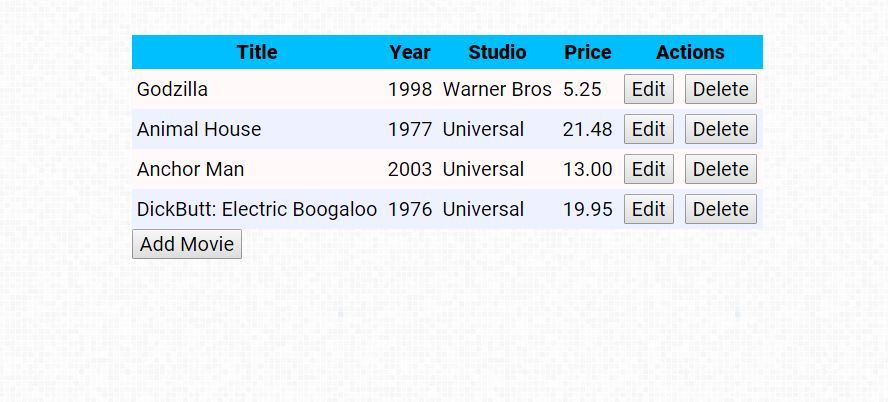 Title Year Studio Price Actions
Godzilla 1998 Warner Bros 5.25 Edit Delete
Animal House 1977 Universal 21.48 Edit Delete
Anchor Man 2003 Universal 13.00 Edit Delete
DickButt: Electric Boogaloo 1976 Universal 19.95 Edit Delete
Add Movie